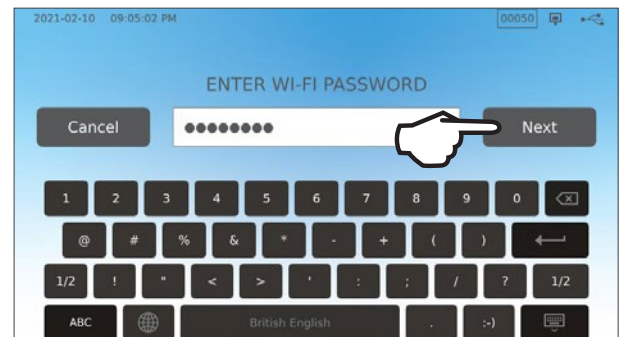 2021-02-10 09:05:02 PM 00050
ENTER WI-FI PASSWORD
Cancel ●●●●●●●● Next
1 2 3 4 5 6 7 8 9 0
@ # % & * - + ( )
1/2 ! " < > ' : ; / ? 1/2
ABC British English . :-)